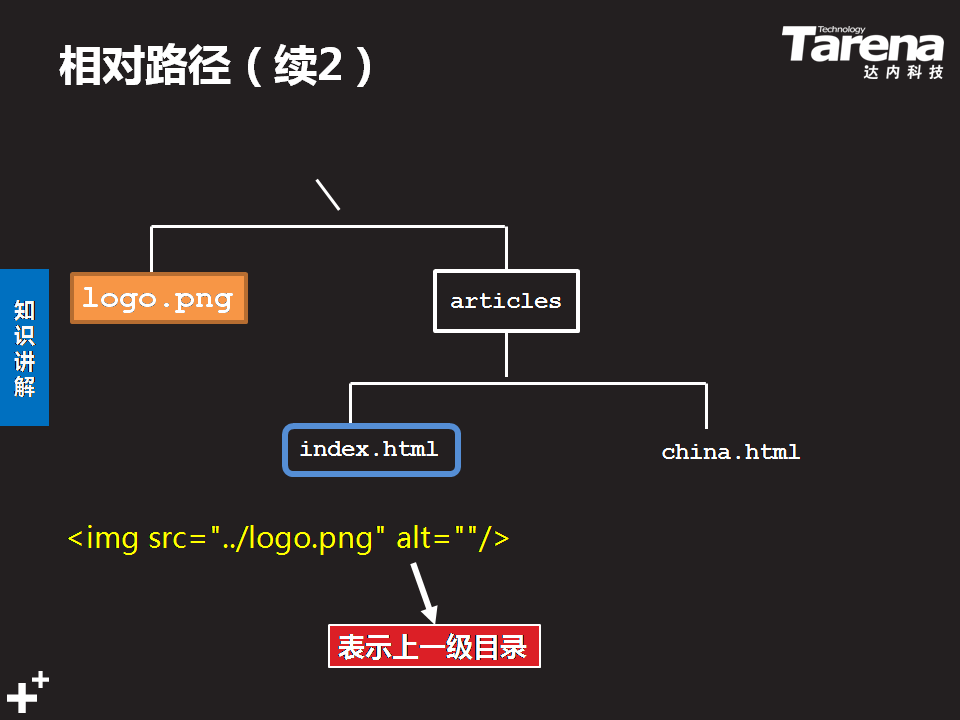 相对路径（续2）
Technology
Tarena
达内科技
\
logo.png
articles
知识讲解
index.html
china.html
<img src="../logo.png" alt=""/>
表示上一级目录